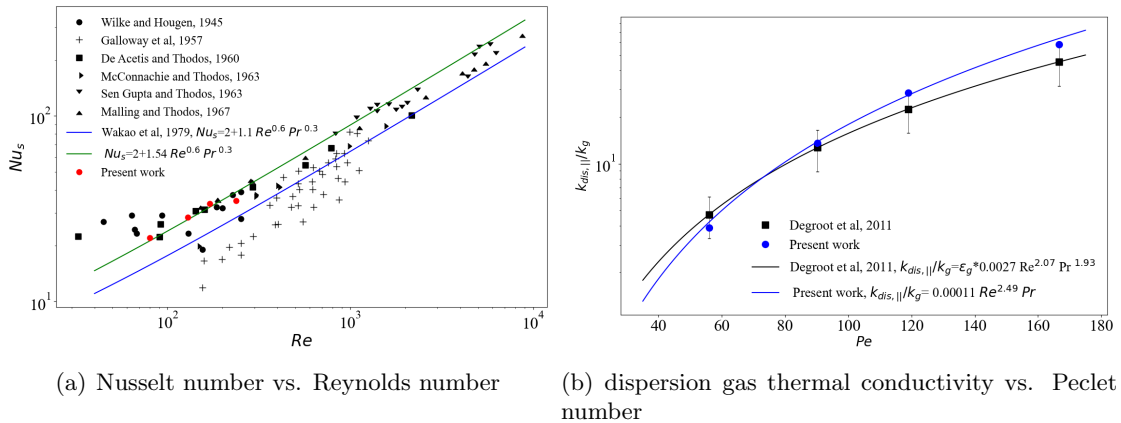 Wilke and Hougen, 1945
Galloway et al, 1957
De Acetis and Thodos, 1960
McConnachie and Thodos, 1963
Sen Gupta and Thodos, 1963
Malling and Thodos, 1967
Wakao et al, 1979, Nu_s=2+1.1 Re^0.6 Pr^0.3
Nu_s=2+1.54 Re^0.6 Pr^0.3
Present work
Nu_s
10^2
10^1
10^2
10^3
10^4
Re
(a) Nusselt number vs. Reynolds number
k_dis,||/k_g
10^1
Degroot et al, 2011
Present work
Degroot et al, 2011, k_dis,||/k_g=ε_g*0.0027 Re^2.07 Pr^1.93
Present work, k_dis,||/k_g= 0.00011 Re^2.49 Pr
40 60 80 100 120 140 160 180
Pe
(b) dispersion gas thermal conductivity vs. Peclet
number